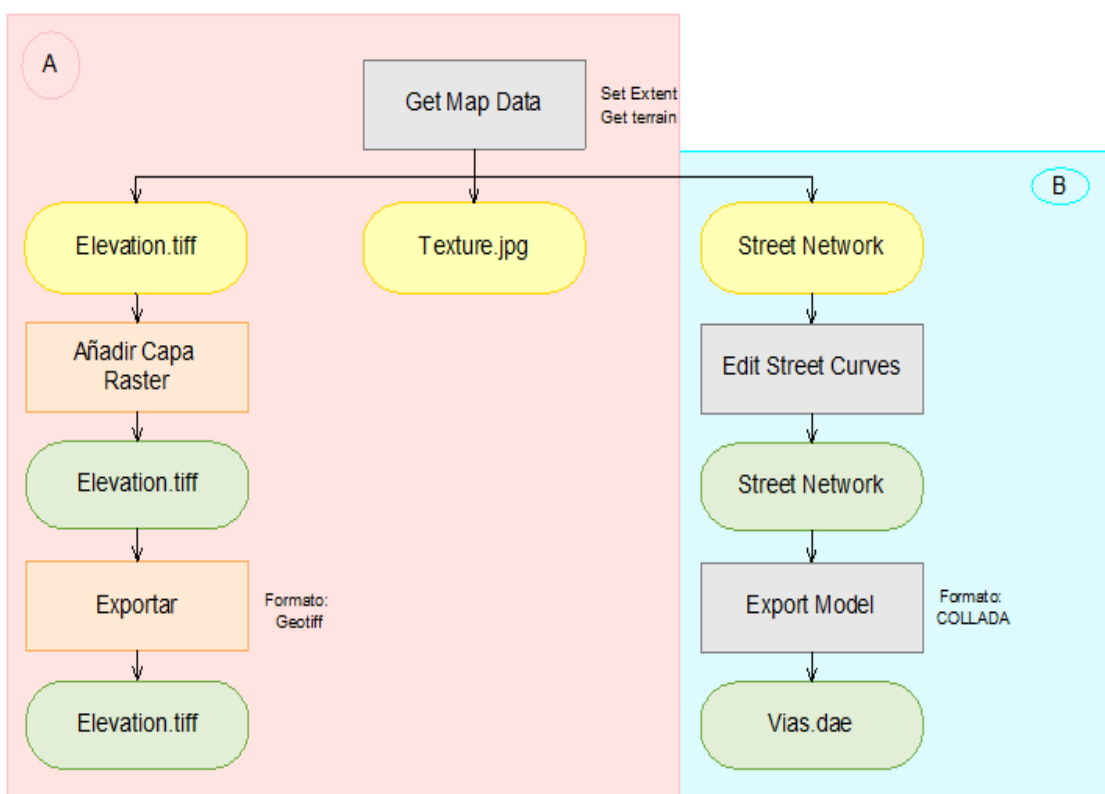 A
Get Map Data
Set Extent
Get terrain
B
Elevation.tiff
Texture.jpg
Street Network
Añadir Capa
Raster
Edit Street Curves
Elevation.tiff
Street Network
Exportar
Formato:
Geotiff
Export Model
Formato:
COLLADA
Elevation.tiff
Vias.dae